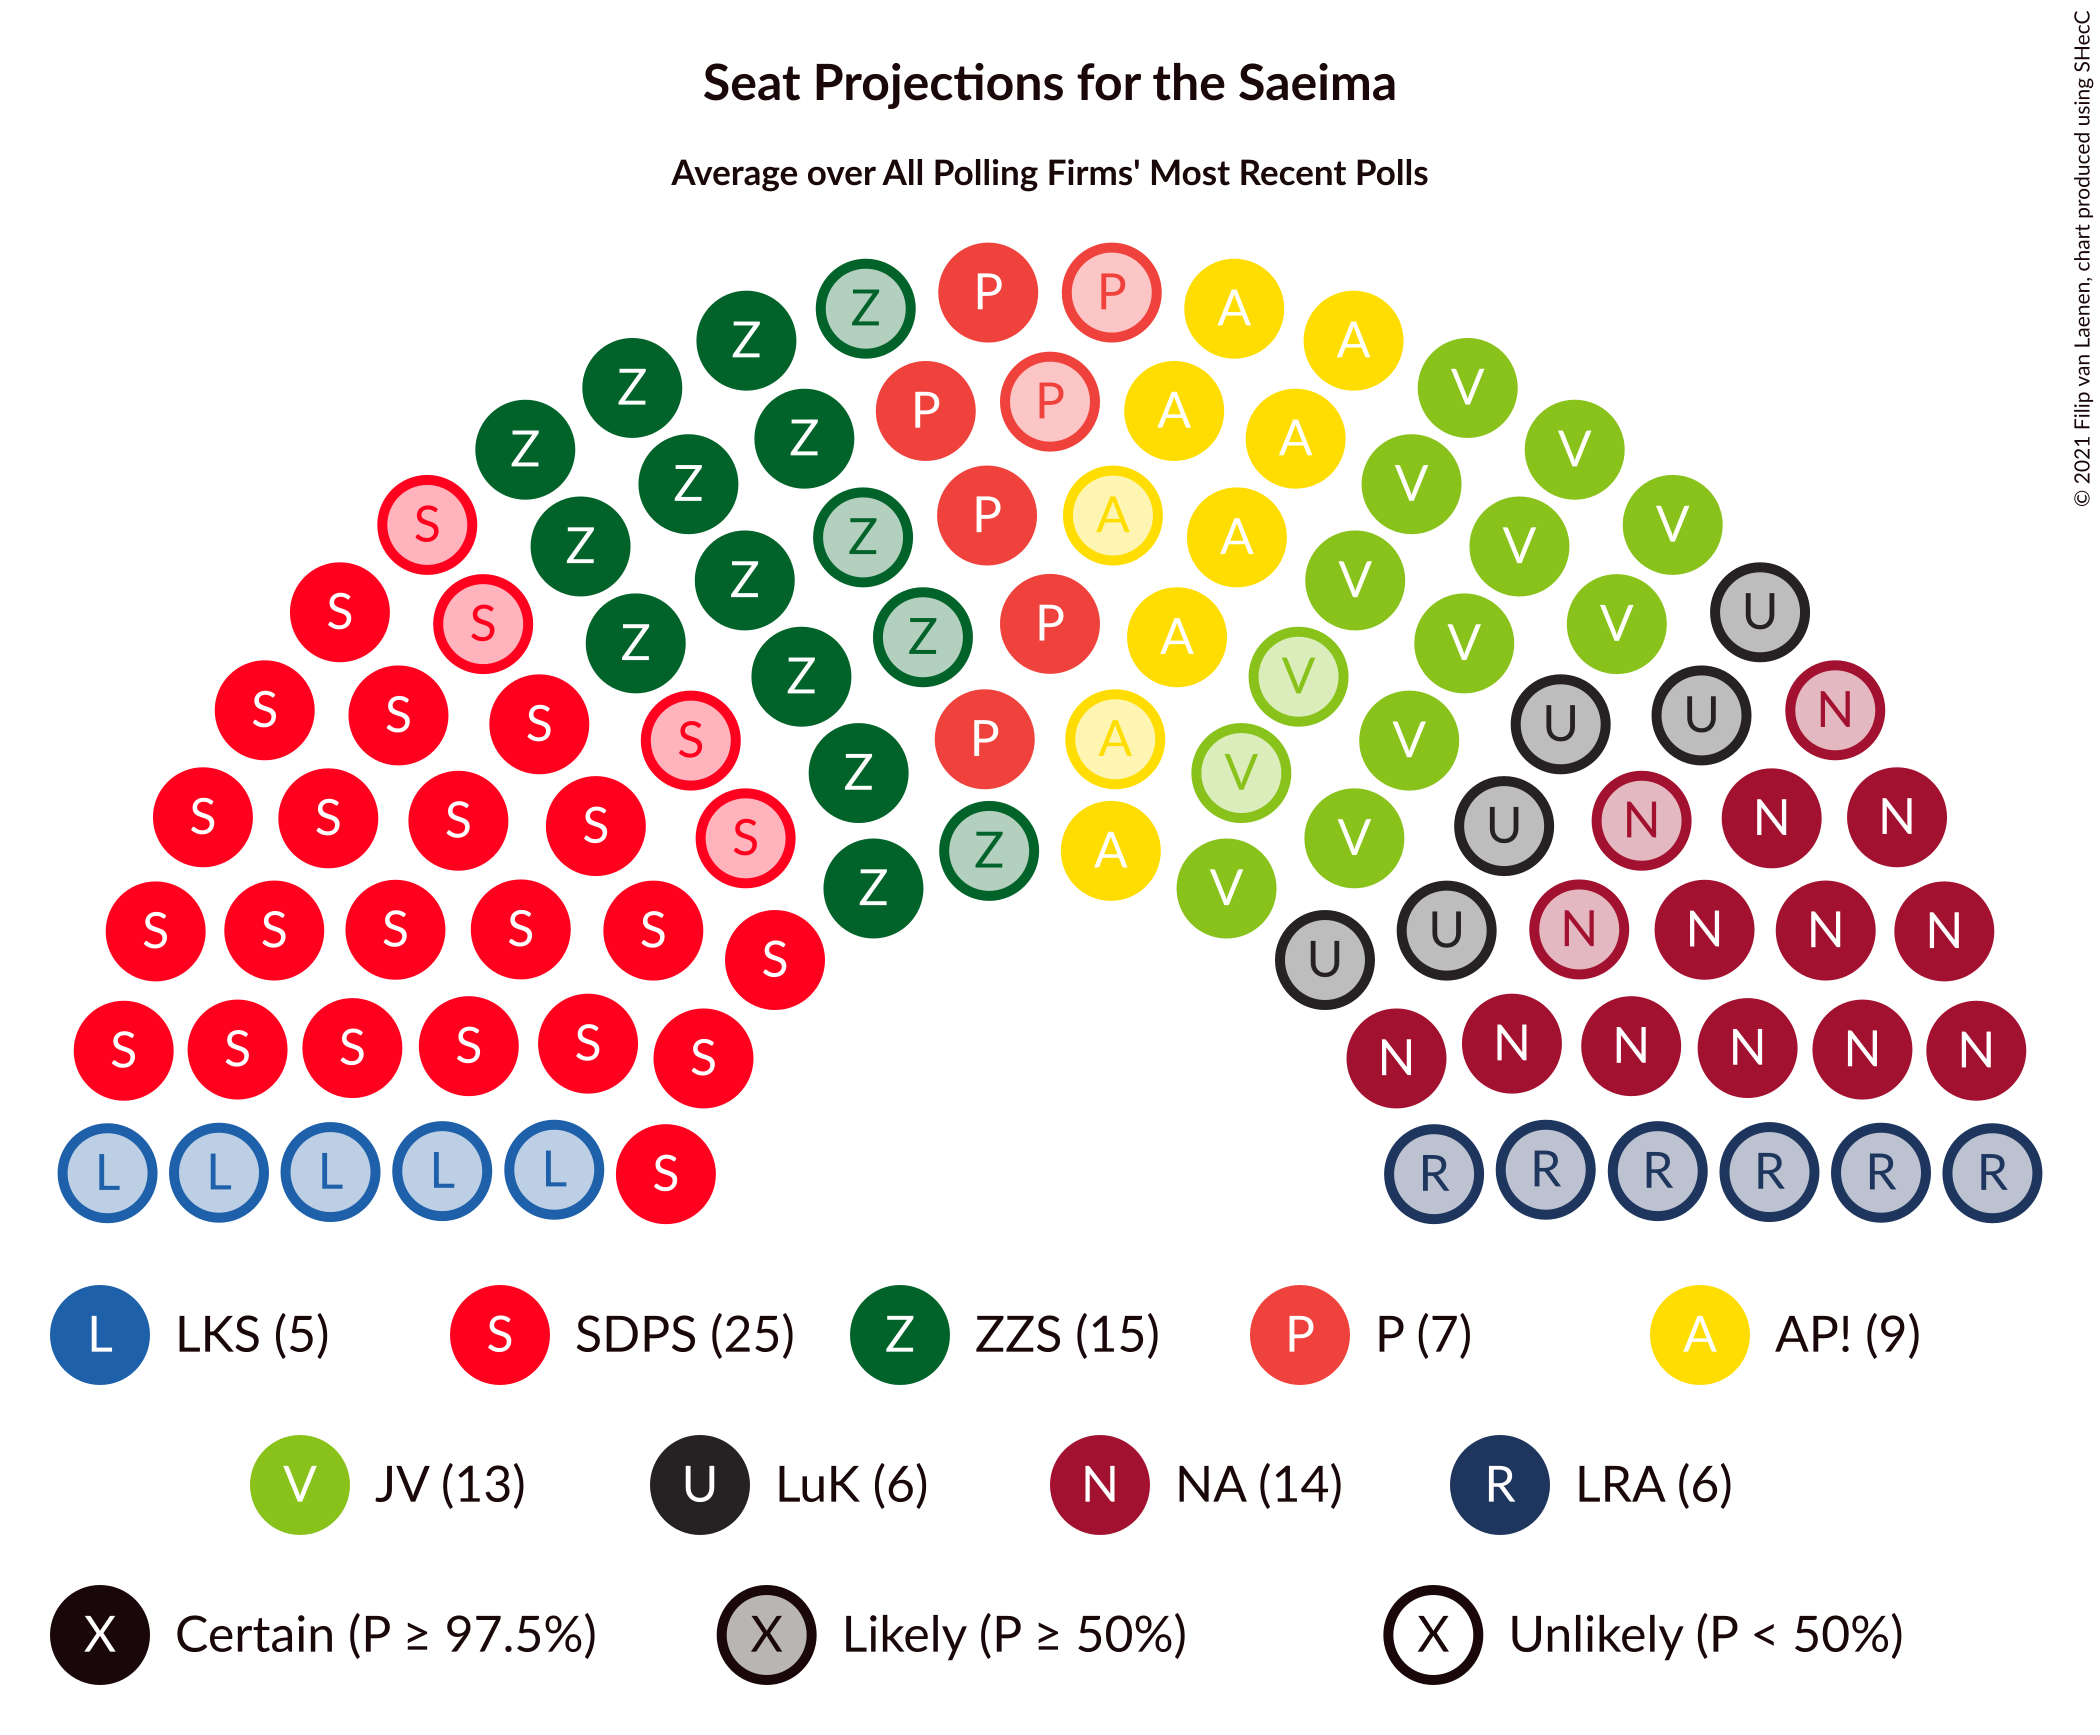 Seat Projections for the Saeima
Average over All Polling Firms' Most Recent Polls
© 2021 Filip van Laenen, chart produced using SHecC
Z Z P P A A
Z P P A V
Z Z A V
S Z Z Z P A A V V V
S S Z Z Z P A V V V U
S S S S Z P A V V U U N
S S S S S Z Z A V V U N N N
S S S S S S Z V U U N N N N
S S S S S S N N N N N N
L L L L L S R R R R R R
L LKS (5) S SDPS (25) Z ZZS (15) P P (7) A AP! (9)
V JV (13) U LuK (6) N NA (14) R LRA (6)
X Certain (P ≥ 97.5%) X Likely (P ≥ 50%) X Unlikely (P < 50%)